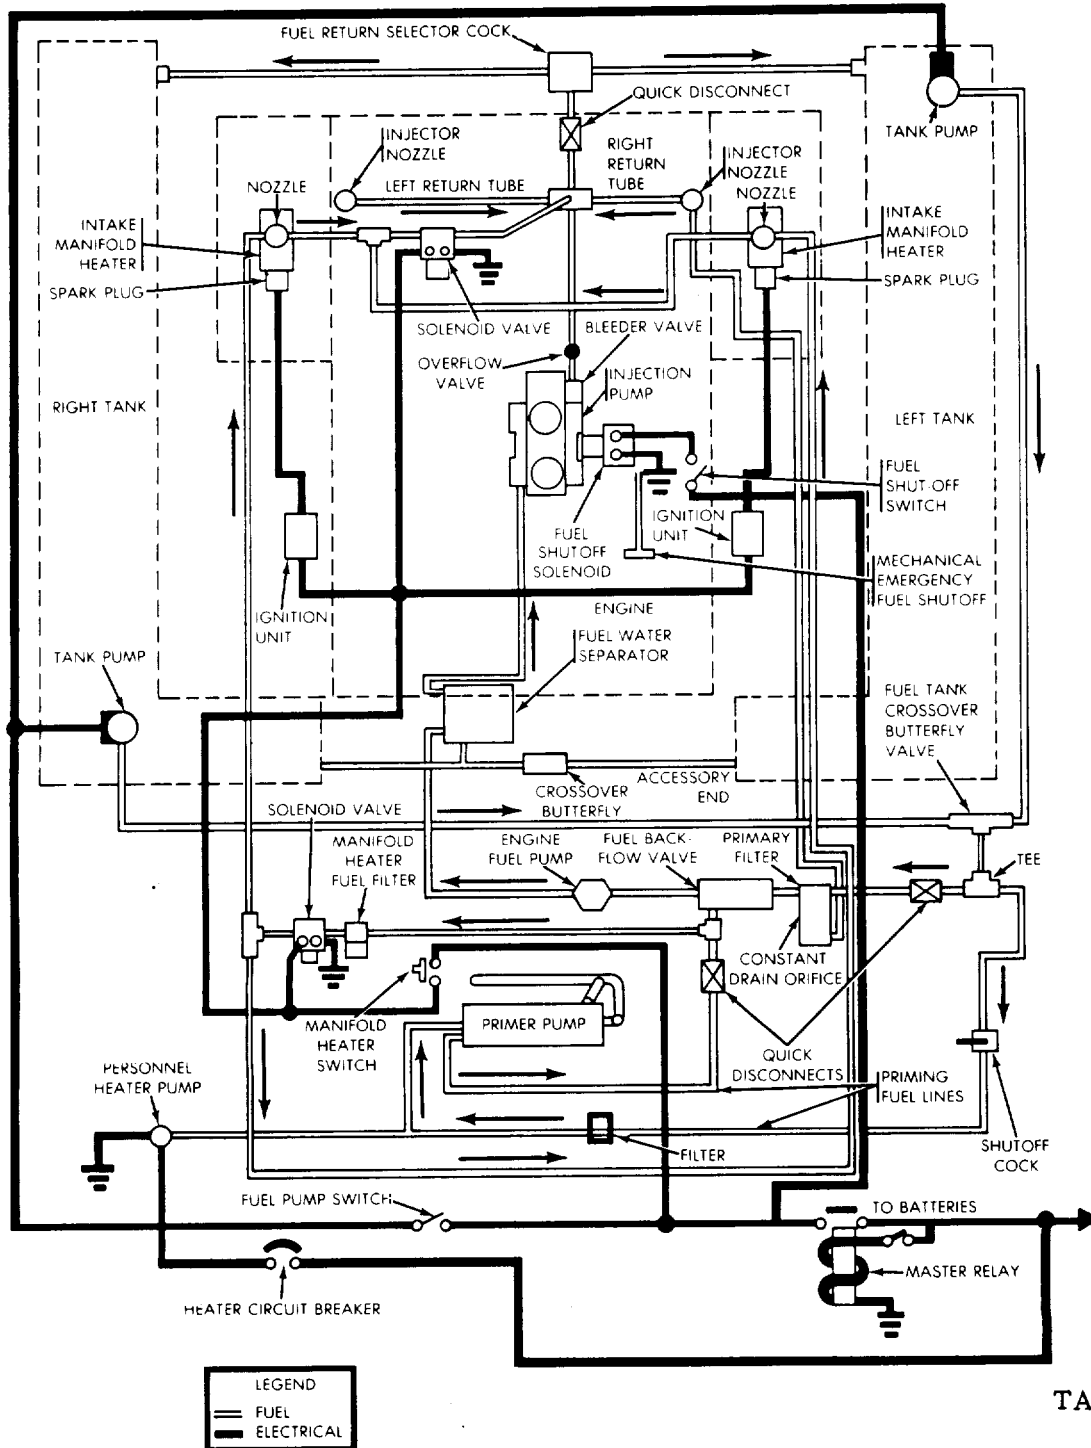 FUEL RETURN SELECTOR COCK
QUICK DISCONNECT
TANK PUMP
INJECTOR
NOZZLE
RIGHT
RETURN
TUBE
INJECTOR
NOZZLE
NOZZLE
LEFT RETURN TUBE
NOZZLE
INTAKE
MANIFOLD
HEATER
INTAKE
MANIFOLD
HEATER
SPARK PLUG
SPARK PLUG
SOLENOID VALVE
BLEEDER VALVE
OVERFLOW
VALVE
INJECTION
PUMP
RIGHT TANK
LEFT TANK
FUEL
SHUT-OFF
SWITCH
IGNITION
UNIT
FUEL
SHUTOFF
SOLENOID
MECHANICAL
EMERGENCY
FUEL SHUTOFF
IGNITION
UNIT
ENGINE
FUEL WATER
SEPARATOR
TANK PUMP
FUEL TANK
CROSSOVER
BUTTERFLY
VALVE
CROSSOVER
BUTTERFLY
ACCESSORY
END
SOLENOID VALVE
MANIFOLD
HEATER
FUEL FILTER
ENGINE
FUEL PUMP
FUEL BACK-
FLOW VALVE
PRIMARY
FILTER
TEE
CONSTANT
DRAIN ORIFICE
MANIFOLD
HEATER
SWITCH
PRIMER PUMP
QUICK
DISCONNECTS
PRIMING
FUEL LINES
PERSONNEL
HEATER PUMP
FILTER
SHUTOFF
COCK
FUEL PUMP SWITCH
TO BATTERIES
MASTER RELAY
HEATER CIRCUIT BREAKER
LEGEND
FUEL
ELECTRICAL
TA